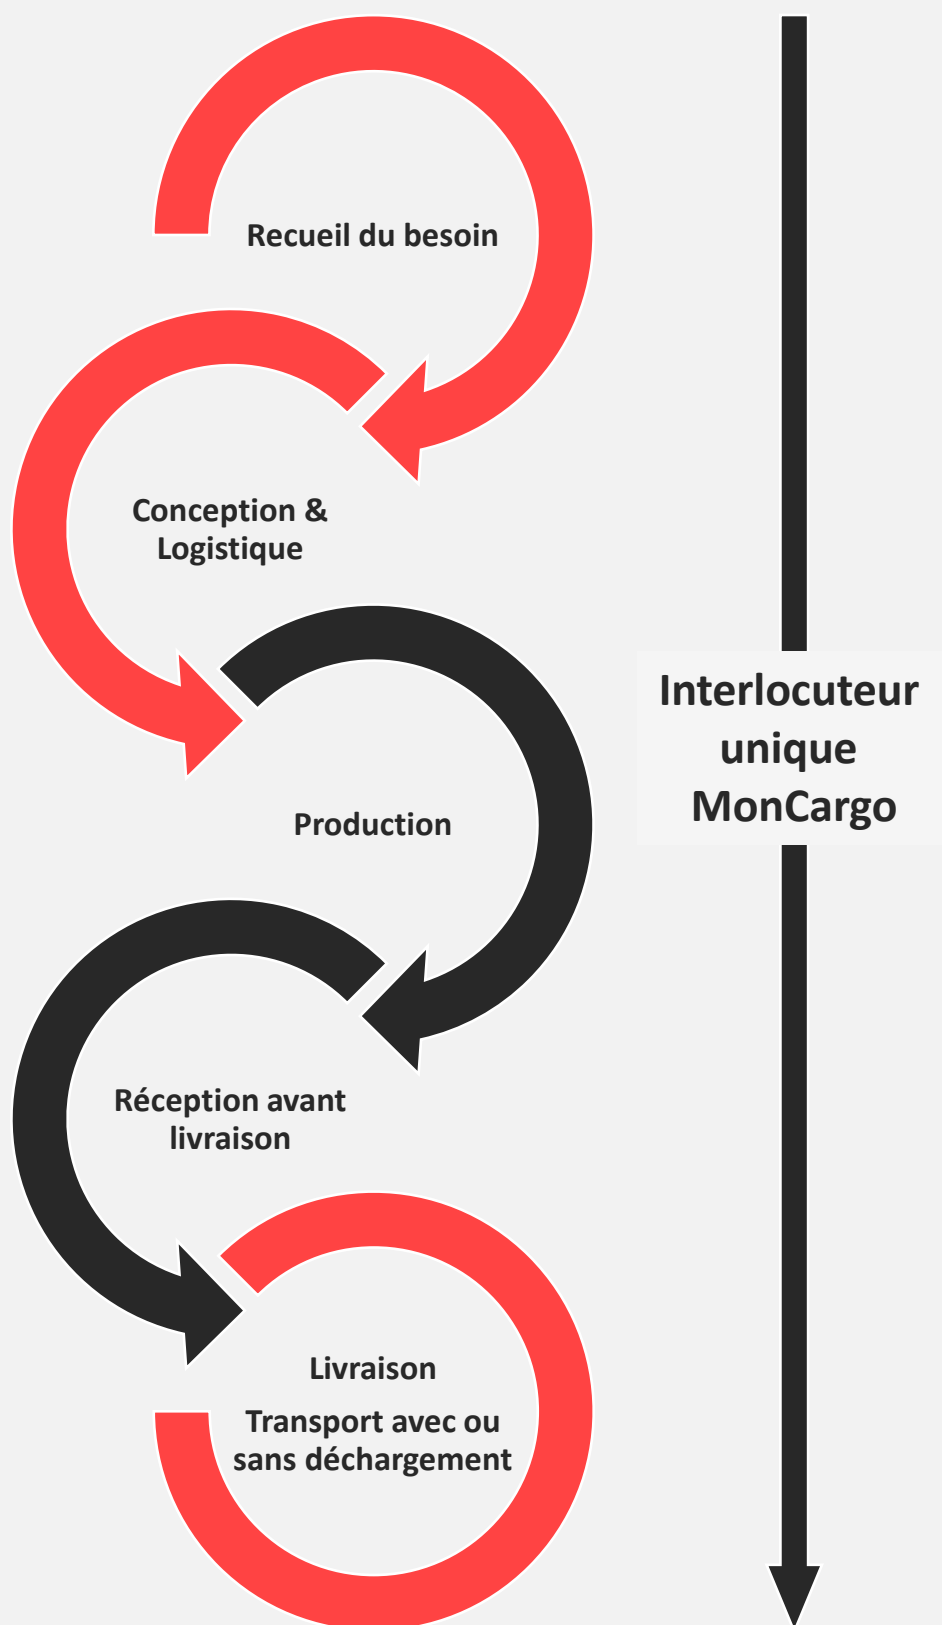 Recueil du besoin
Conception &
Logistique
Production
Réception avant
livraison
Livraison
Transport avec ou
sans déchargement
Interlocuteur
unique
MonCargo